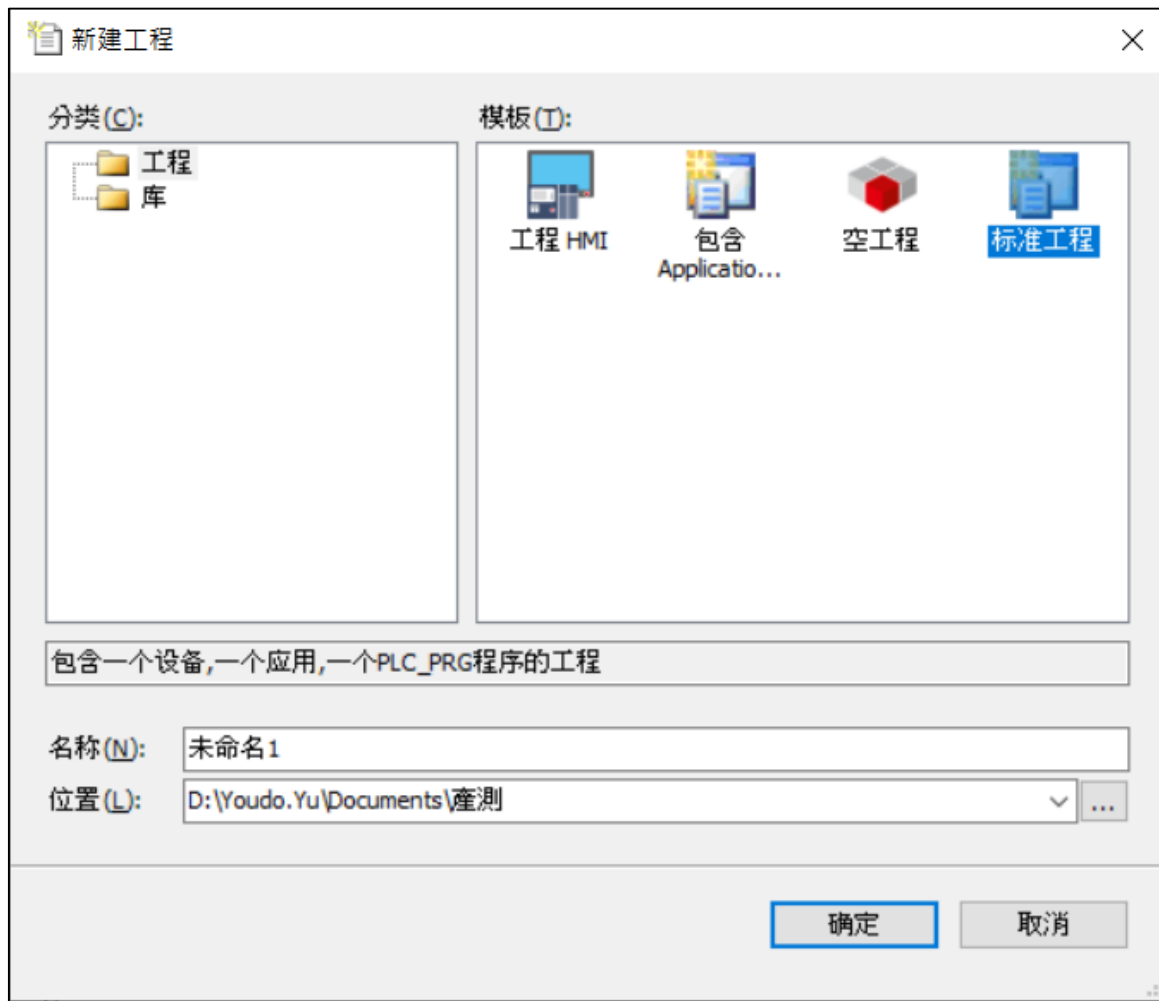 新建工程
分类(C):
模板(T):
工程
库
工程 HMI
包含
Applicatio...
空工程
标准工程
包含一个设备,一个应用,一个PLC_PRG程序的工程
名称(N):
未命名1
位置(L):
D:\Youdo.Yu\Documents\產測
...
确定
取消